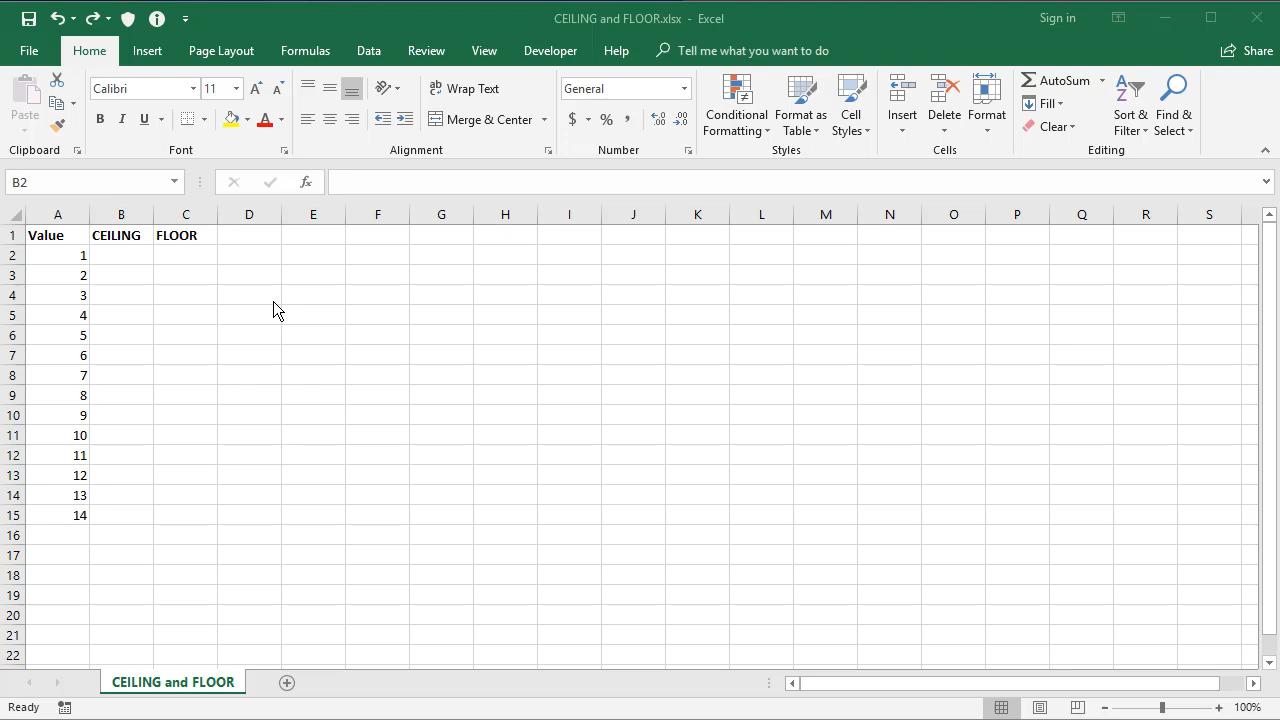 CEILING and FLOOR.xlsx - Excel
Sign in
File Home Insert Page Layout Formulas Data Review View Developer Help Tell me what you want to do Share
Paste
Clipboard
Calibri 11
B I U A
Font
Wrap Text
Merge & Center
Alignment
General
$ % ,
Number
Conditional Formatting
Format as Table
Cell Styles
Styles
Insert Delete Format
Cells
AutoSum
Fill
Clear
Sort & Filter
Find & Select
Editing
B2 fx
A B C D E F G H I J K L M N O P Q R S
1 Value CEILING FLOOR
2 1
3 2
4 3
5 4
6 5
7 6
8 7
9 8
10 9
11 10
12 11
13 12
14 13
15 14
16
17
18
19
20
21
22
CEILING and FLOOR
Ready
100%